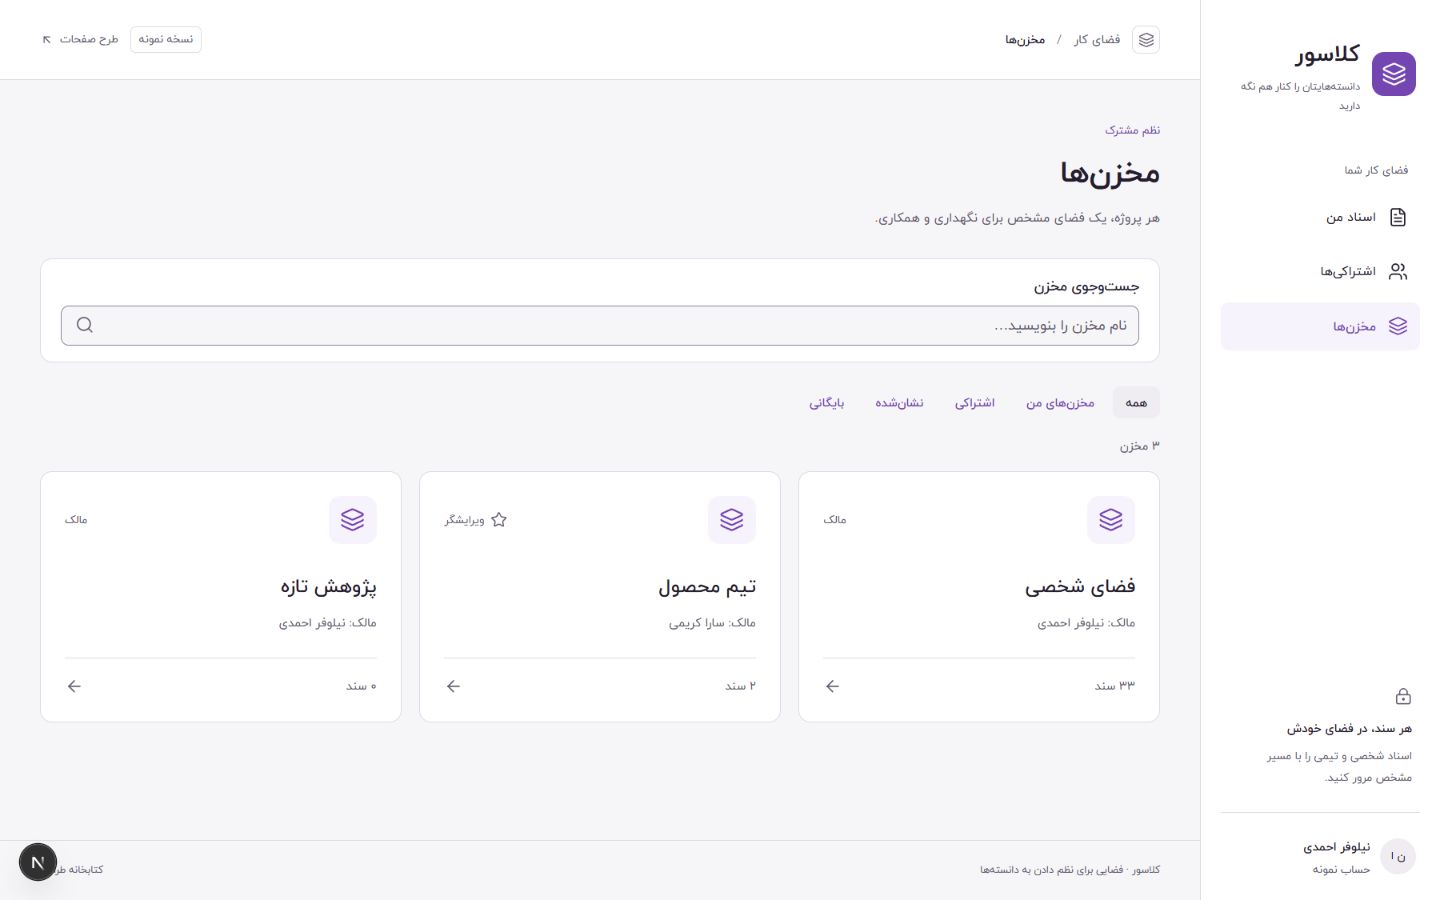 کلاسور
دانسته‌هایتان را کنار هم نگه
دارید
فضای کار شما
اسناد من
اشتراکی‌ها
مخزن‌ها
هر سند، در فضای خودش
اسناد شخصی و تیمی را با مسیر
مشخص مرور کنید.
ن ا
نیلوفر احمدی
حساب نمونه
فضای کار / مخزن‌ها
نسخه نمونه
طرح صفحات
نظم مشترک
مخزن‌ها
هر پروژه، یک فضای مشخص برای نگهداری و همکاری.
جست‌وجوی مخزن
نام مخزن را بنویسید...
همه
مخزن‌های من
اشتراکی
نشان‌شده
بایگانی
۳ مخزن
مالک
فضای شخصی
مالک: نیلوفر احمدی
۳۳ سند
ویرایشگر
تیم محصول
مالک: سارا کریمی
۲ سند
مالک
پژوهش تازه
مالک: نیلوفر احمدی
۰ سند
کلاسور · فضایی برای نظم دادن به دانسته‌ها
کتابخانه
N